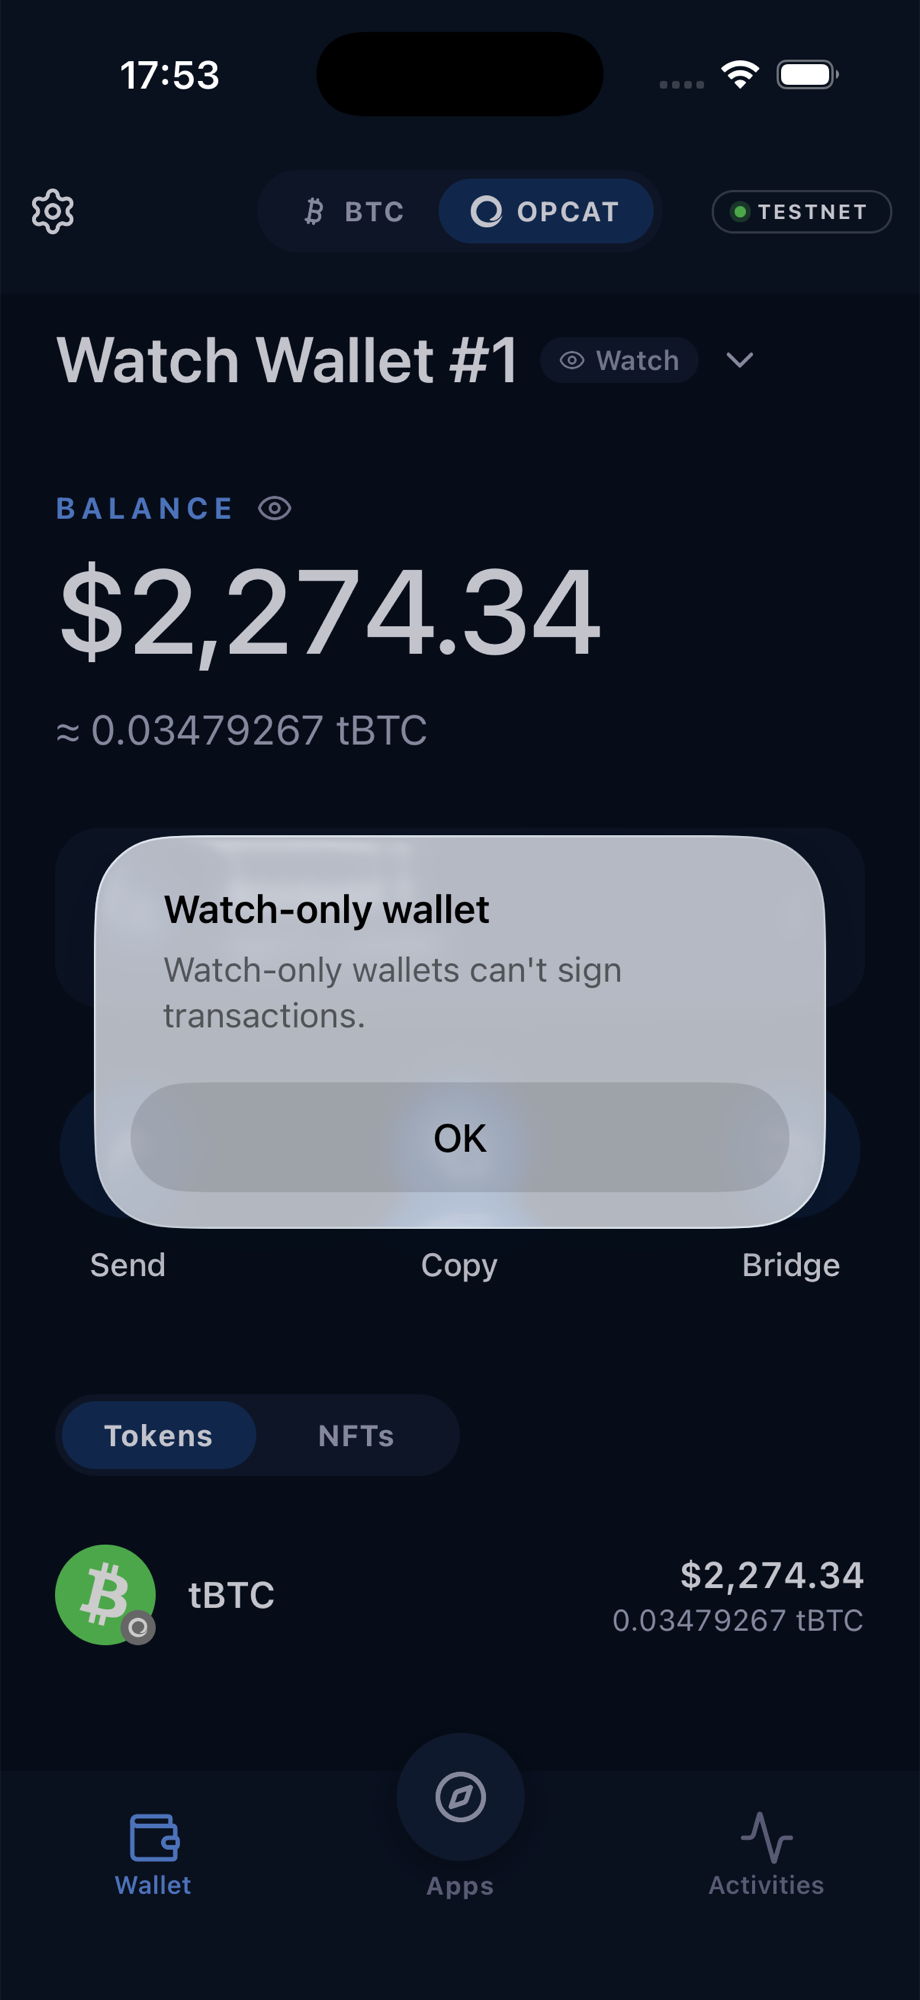 17:53
BTC
OPCAT
TESTNET
Watch Wallet #1
Watch
BALANCE
$2,274.34
≈ 0.03479267 tBTC
Watch-only wallet
Watch-only wallets can't sign
transactions.
OK
Send
Copy
Bridge
Tokens
NFTs
tBTC
$2,274.34
0.03479267 tBTC
Wallet
Apps
Activities